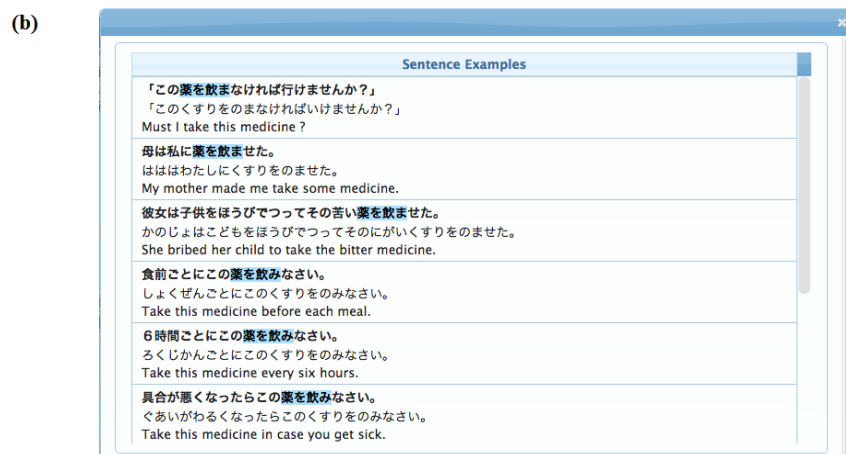 (b)
Sentence Examples
「この薬を飲まなければ行けませんか？」
「このくすりをのまなければいけませんか？」
Must I take this medicine ?
母は私に薬を飲ませた。
はははわたしにくすりをのませた。
My mother made me take some medicine.
彼女は子供をほうびでつってその苦い薬を飲ませた。
かのじょはこどもをほうびでつってそのにがいくすりをのませた。
She bribed her child to take the bitter medicine.
食前ごとにこの薬を飲みなさい。
しょくぜんごとにこのくすりをのみなさい。
Take this medicine before each meal.
６時間ごとにこの薬を飲みなさい。
ろくじかんごとにこのくすりをのみなさい。
Take this medicine every six hours.
具合が悪くなったらこの薬を飲みなさい。
ぐあいがわるくなったらこのくすりをのみなさい。
Take this medicine in case you get sick.